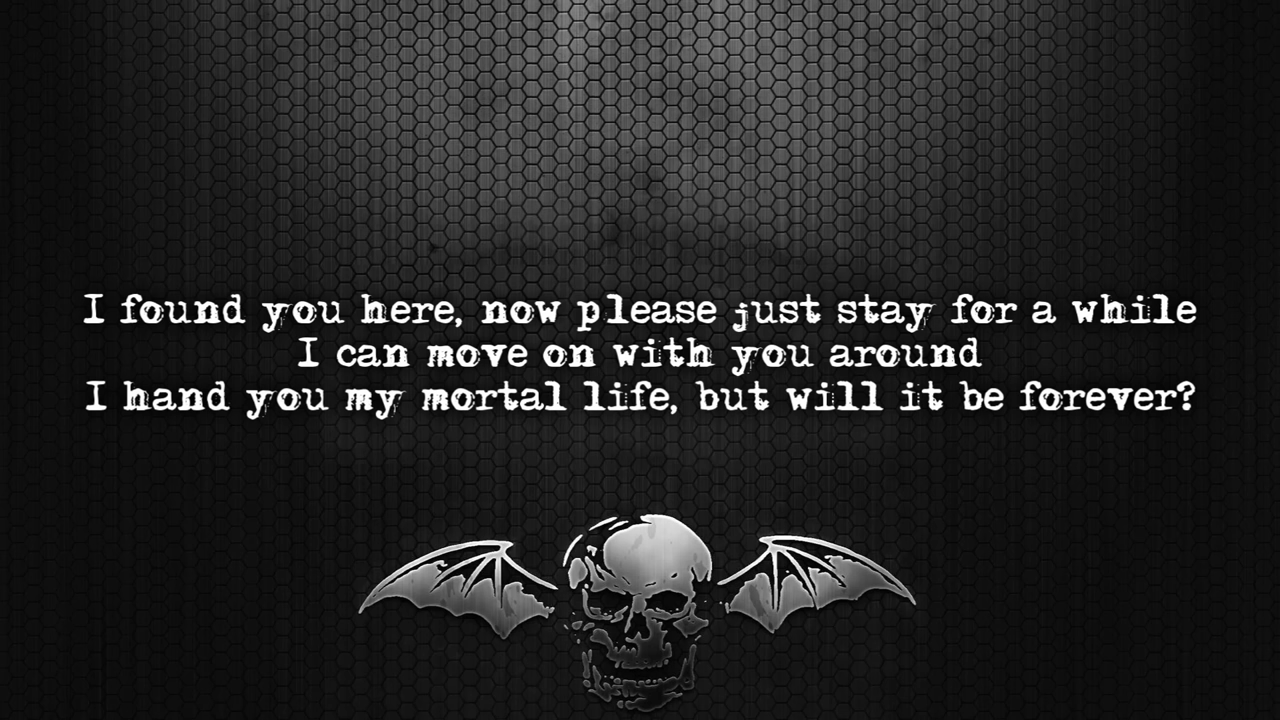 I found you here, now please just stay for a while
I can move on with you around
I hand you my mortal life, but will it be forever?